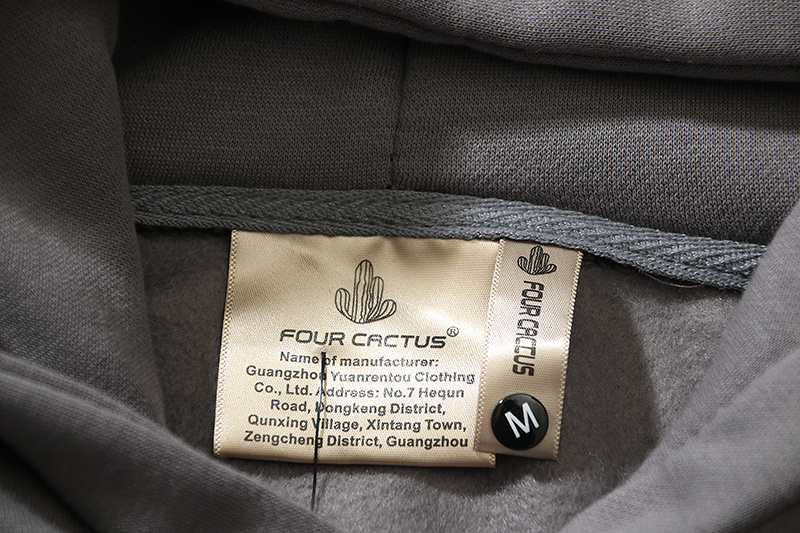 FOUR CACTUS®
Name of manufacturer:
Guangzhou Yuanrentou Clothing
Co., Ltd. Address: No.7 Hequn
Road, Dongkeng District,
Qunxing Village, Xintang Town,
Zengcheng District, Guangzhou
FOUR CACTUS
M